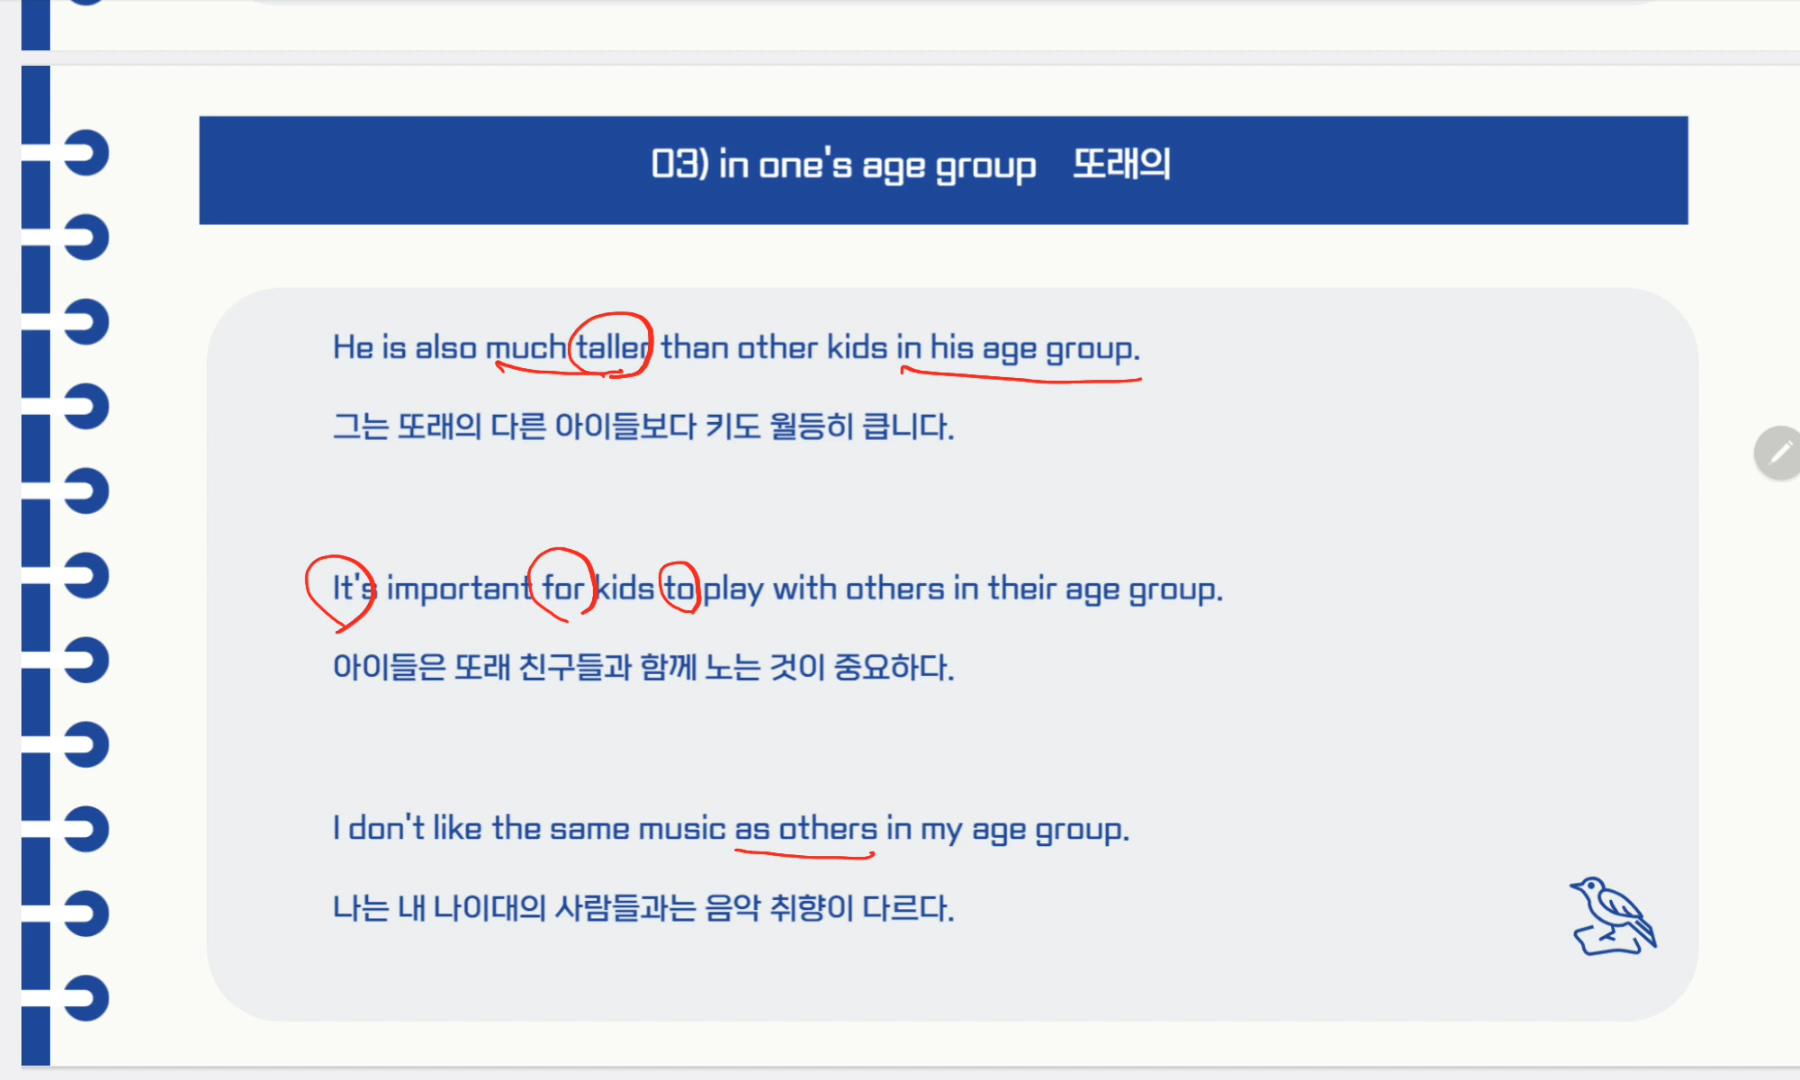 03) in one's age group 또래의
He is also much taller than other kids in his age group.
그는 또래의 다른 아이들보다 키도 월등히 큽니다.
It's important for kids to play with others in their age group.
아이들은 또래 친구들과 함께 노는 것이 중요하다.
I don't like the same music as others in my age group.
나는 내 나이대의 사람들과는 음악 취향이 다르다.